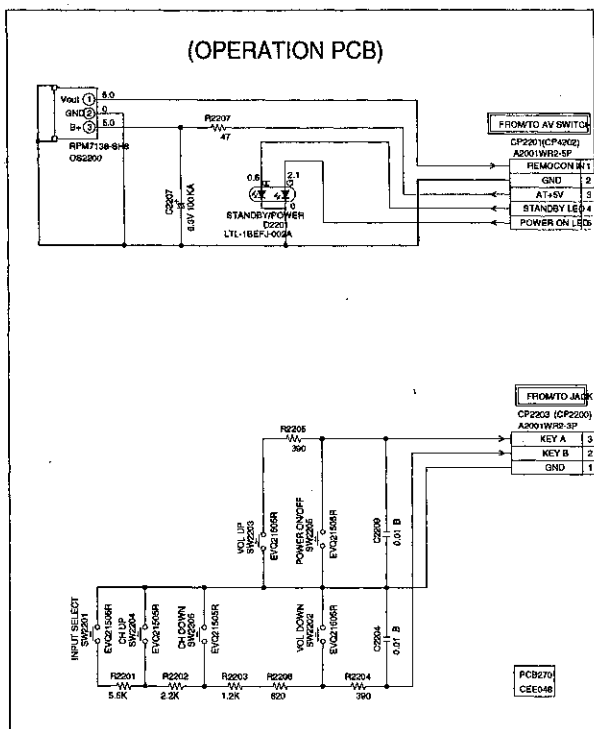 (OPERATION PCB)
Vout 1 5.0
GND 2 0
B+ 3 5.0
RPM7138-SH8
OS2200
R2207
47
C2207
6.3V 100 KA
0.6
2.1
0
STANDBY/POWER
D2201
LTL-1BEFJ-002A
FROM/TO AV SWITCH
CP2201(CP4202)
A2001WR2-5P
REMOCON IN 1
GND 2
AT+5V 3
STANDBY LED 4
POWER ON LED 5
FROM/TO JACK
CP2203 (CP2200)
A2001WR2-3P
KEY A 3
KEY B 2
GND 1
R2205
390
VOL UP
SW2203
EVQ21505R
POWER ON/OFF
SW2205
EVQ21505R
C2209
0.01 B
INPUT SELECT
SW2201
EVQ21505R
CH UP
SW2204
EVQ21505R
CH DOWN
EVQ21505R
VOL DOWN
SW2202
EVQ21505R
C2204
0.01 B
R2201
5.6K
R2202
2.2K
R2203
1.2K
R2206
820
R2204
390
PCB270
CEE048